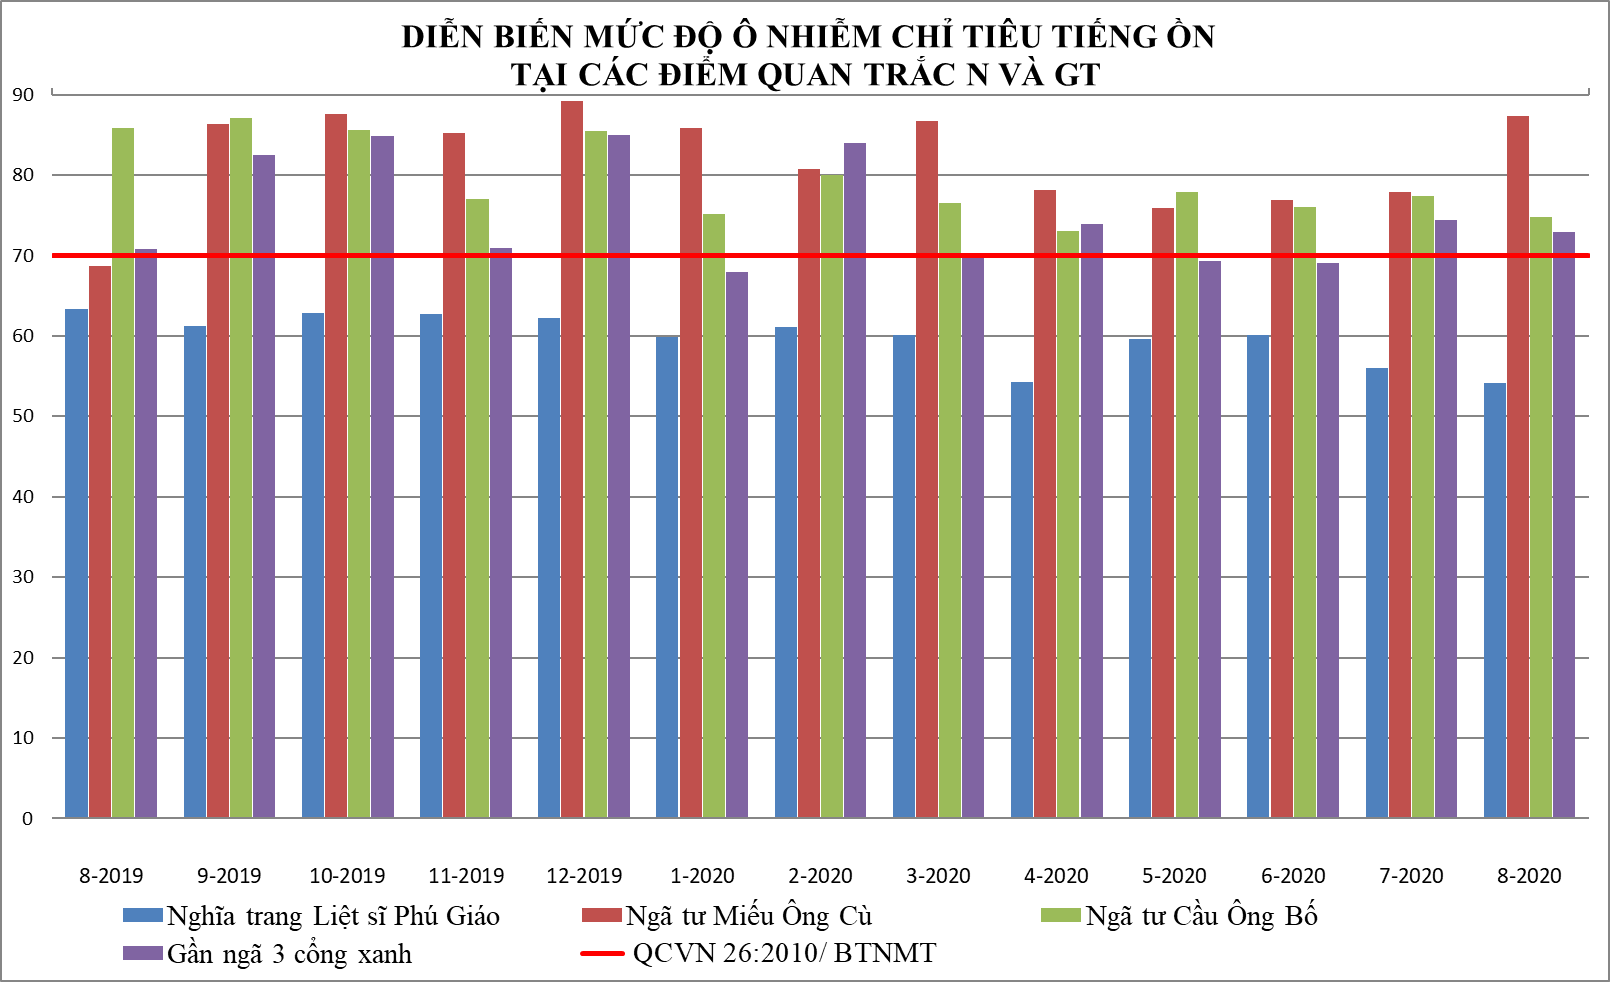 DIỄN BIẾN MỨC ĐỘ Ô NHIỄM CHỈ TIÊU TIẾNG ỒN
TẠI CÁC ĐIỂM QUAN TRẮC N VÀ GT
90
80
70
60
50
40
30
20
10
0
8-2019 9-2019 10-2019 11-2019 12-2019 1-2020 2-2020 3-2020 4-2020 5-2020 6-2020 7-2020 8-2020
Nghĩa trang Liệt sĩ Phú Giáo Ngã tư Miếu Ông Cù Ngã tư Cầu Ông Bố
Gần ngã 3 cổng xanh QCVN 26:2010/ BTNMT